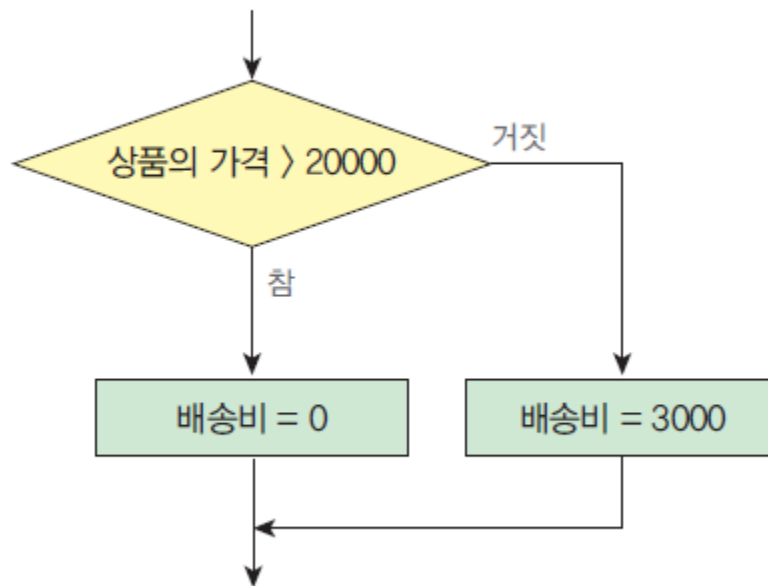 상품의 가격 > 20000
거짓
참
배송비 = 0
배송비 = 3000